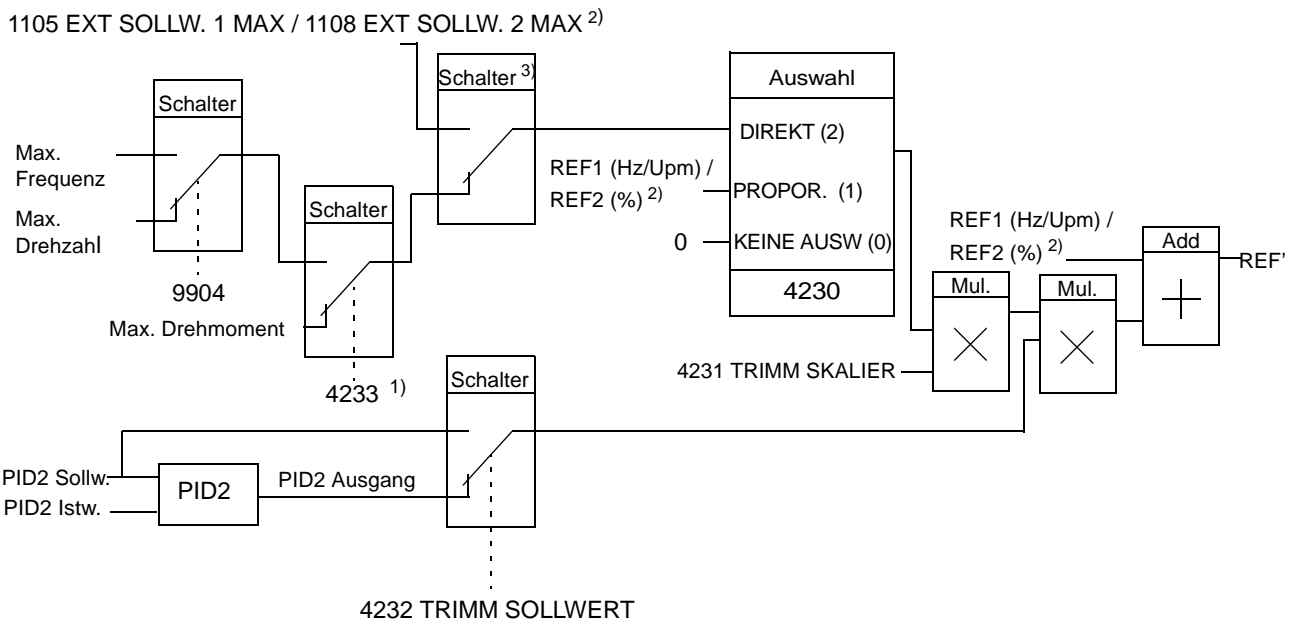 1105 EXT SOLLW. 1 MAX / 1108 EXT SOLLW. 2 MAX 2)
Schalter
Max.
Frequenz
Max.
Drehzahl
9904
Schalter
Max. Drehmoment
4233 1)
Schalter 3)
REF1 (Hz/Upm) /
REF2 (%) 2)
0
Auswahl
DIREKT (2)
PROPOR. (1)
KEINE AUSW (0)
4230
4231 TRIMM SKALIER
Mul.
Mul.
REF1 (Hz/Upm) /
REF2 (%) 2)
Add
REF'
PID2 Sollw.
PID2 Istw.
PID2
PID2 Ausgang
Schalter
4232 TRIMM SOLLWERT